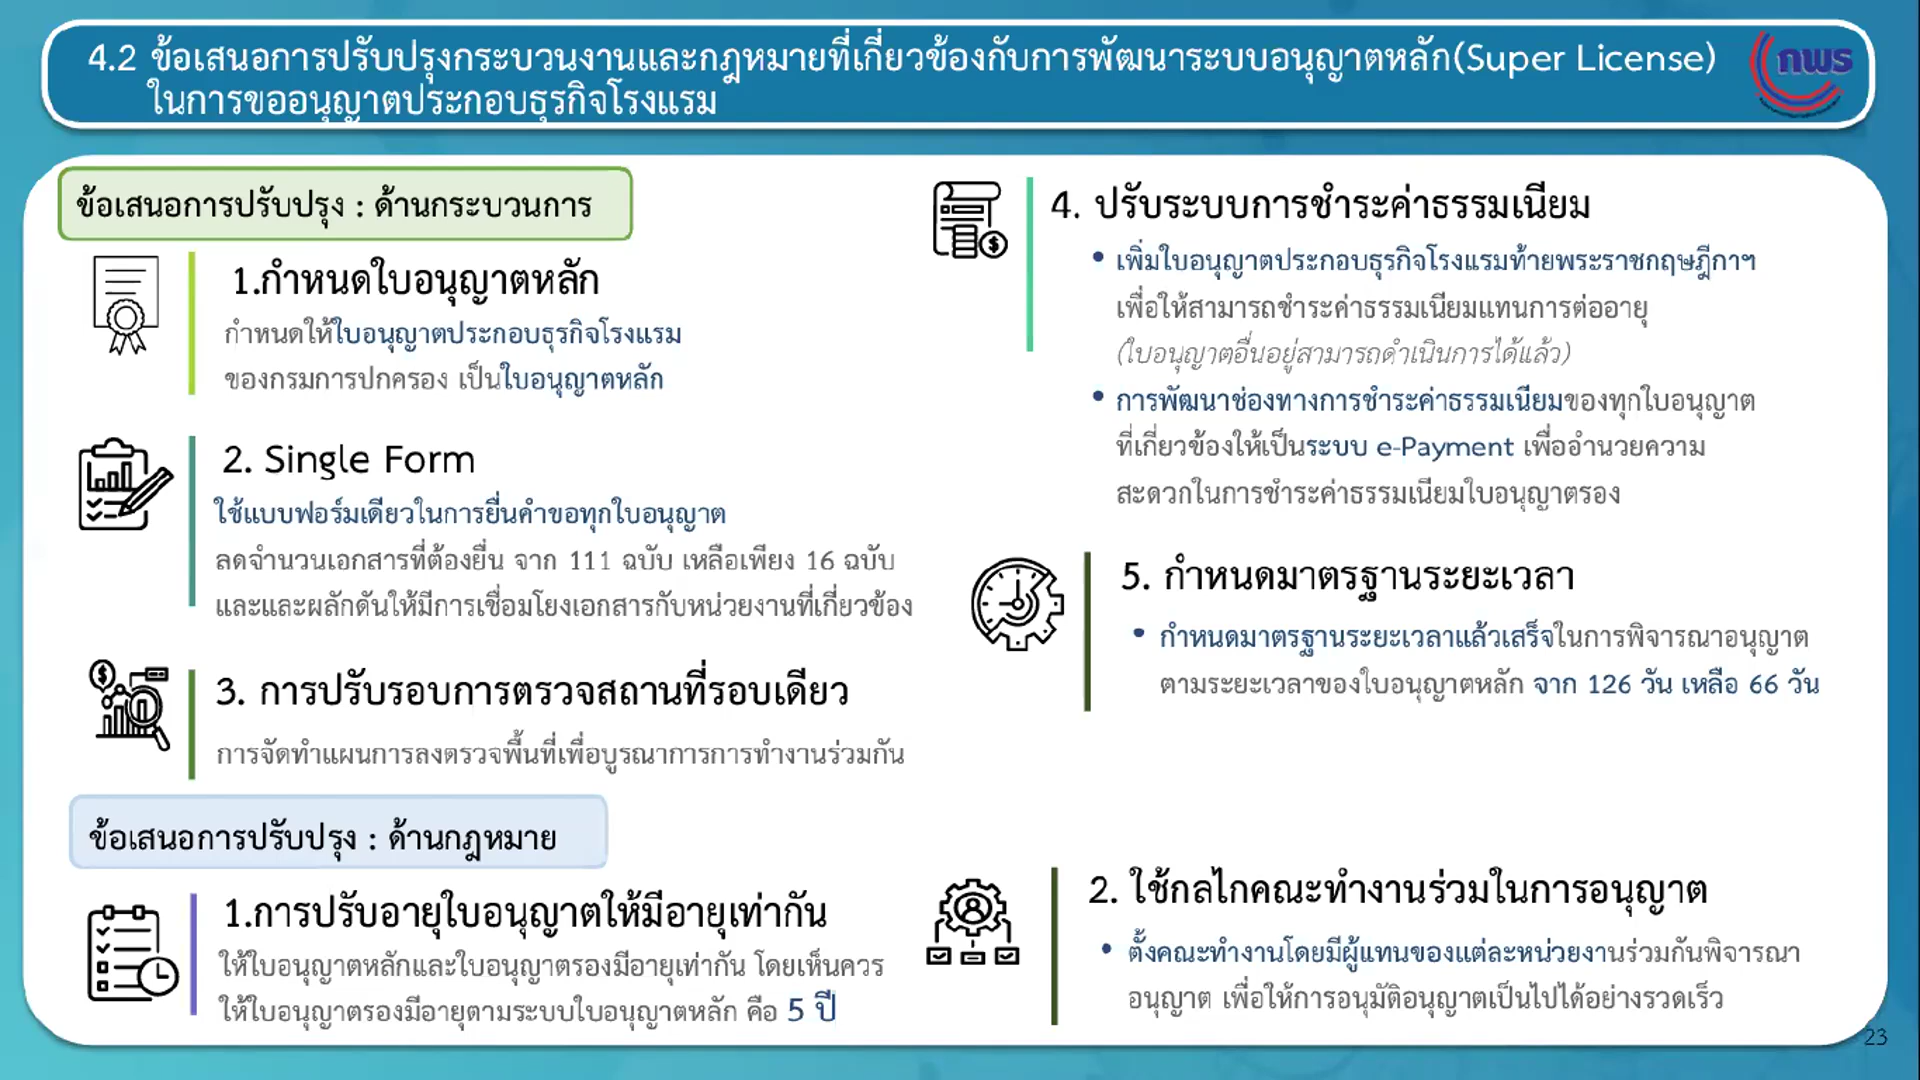 4.2 ข้อเสนอการปรับปรุงกระบวนงานและกฎหมายที่เกี่ยวข้องกับการพัฒนาระบบอนุญาตหลัก(Super License)
ในการขออนุญาตประกอบธุรกิจโรงแรม
กพร
ข้อเสนอการปรับปรุง : ด้านกระบวนการ
1.กำหนดใบอนุญาตหลัก
กำหนดให้ใบอนุญาตประกอบธุรกิจโรงแรม
ของกรมการปกครอง เป็นใบอนุญาตหลัก
2. Single Form
ใช้แบบฟอร์มเดียวในการยื่นคำขอทุกใบอนุญาต
ลดจำนวนเอกสารที่ต้องยื่น จาก 111 ฉบับ เหลือเพียง 16 ฉบับ
และและผลักดันให้มีการเชื่อมโยงเอกสารกับหน่วยงานที่เกี่ยวข้อง
3. การปรับรอบการตรวจสถานที่รอบเดียว
การจัดทำแผนการลงตรวจพื้นที่เพื่อบูรณาการการทำงานร่วมกัน
4. ปรับระบบการชำระค่าธรรมเนียม
• เพิ่มใบอนุญาตประกอบธุรกิจโรงแรมท้ายพระราชกฤษฎีกาฯ
เพื่อให้สามารถชำระค่าธรรมเนียมแทนการต่ออายุ
(ใบอนุญาตอื่นอยู่สามารถดำเนินการได้แล้ว)
• การพัฒนาช่องทางการชำระค่าธรรมเนียมของทุกใบอนุญาต
ที่เกี่ยวข้องให้เป็นระบบ e-Payment เพื่ออำนวยความ
สะดวกในการชำระค่าธรรมเนียมใบอนุญาตรอง
5. กำหนดมาตรฐานระยะเวลา
• กำหนดมาตรฐานระยะเวลาแล้วเสร็จในการพิจารณาอนุญาต
ตามระยะเวลาของใบอนุญาตหลัก จาก 126 วัน เหลือ 66 วัน
ข้อเสนอการปรับปรุง : ด้านกฎหมาย
1.การปรับอายุใบอนุญาตให้มีอายุเท่ากัน
ให้ใบอนุญาตหลักและใบอนุญาตรองมีอายุเท่ากัน โดยเห็นควร
ให้ใบอนุญาตรองมีอายุตามระบบใบอนุญาตหลัก คือ 5 ปี
2. ใช้กลไกคณะทำงานร่วมในการอนุญาต
• ตั้งคณะทำงานโดยมีผู้แทนของแต่ละหน่วยงานร่วมกันพิจารณา
อนุญาต เพื่อให้การอนุมัติอนุญาตเป็นไปได้อย่างรวดเร็ว
23